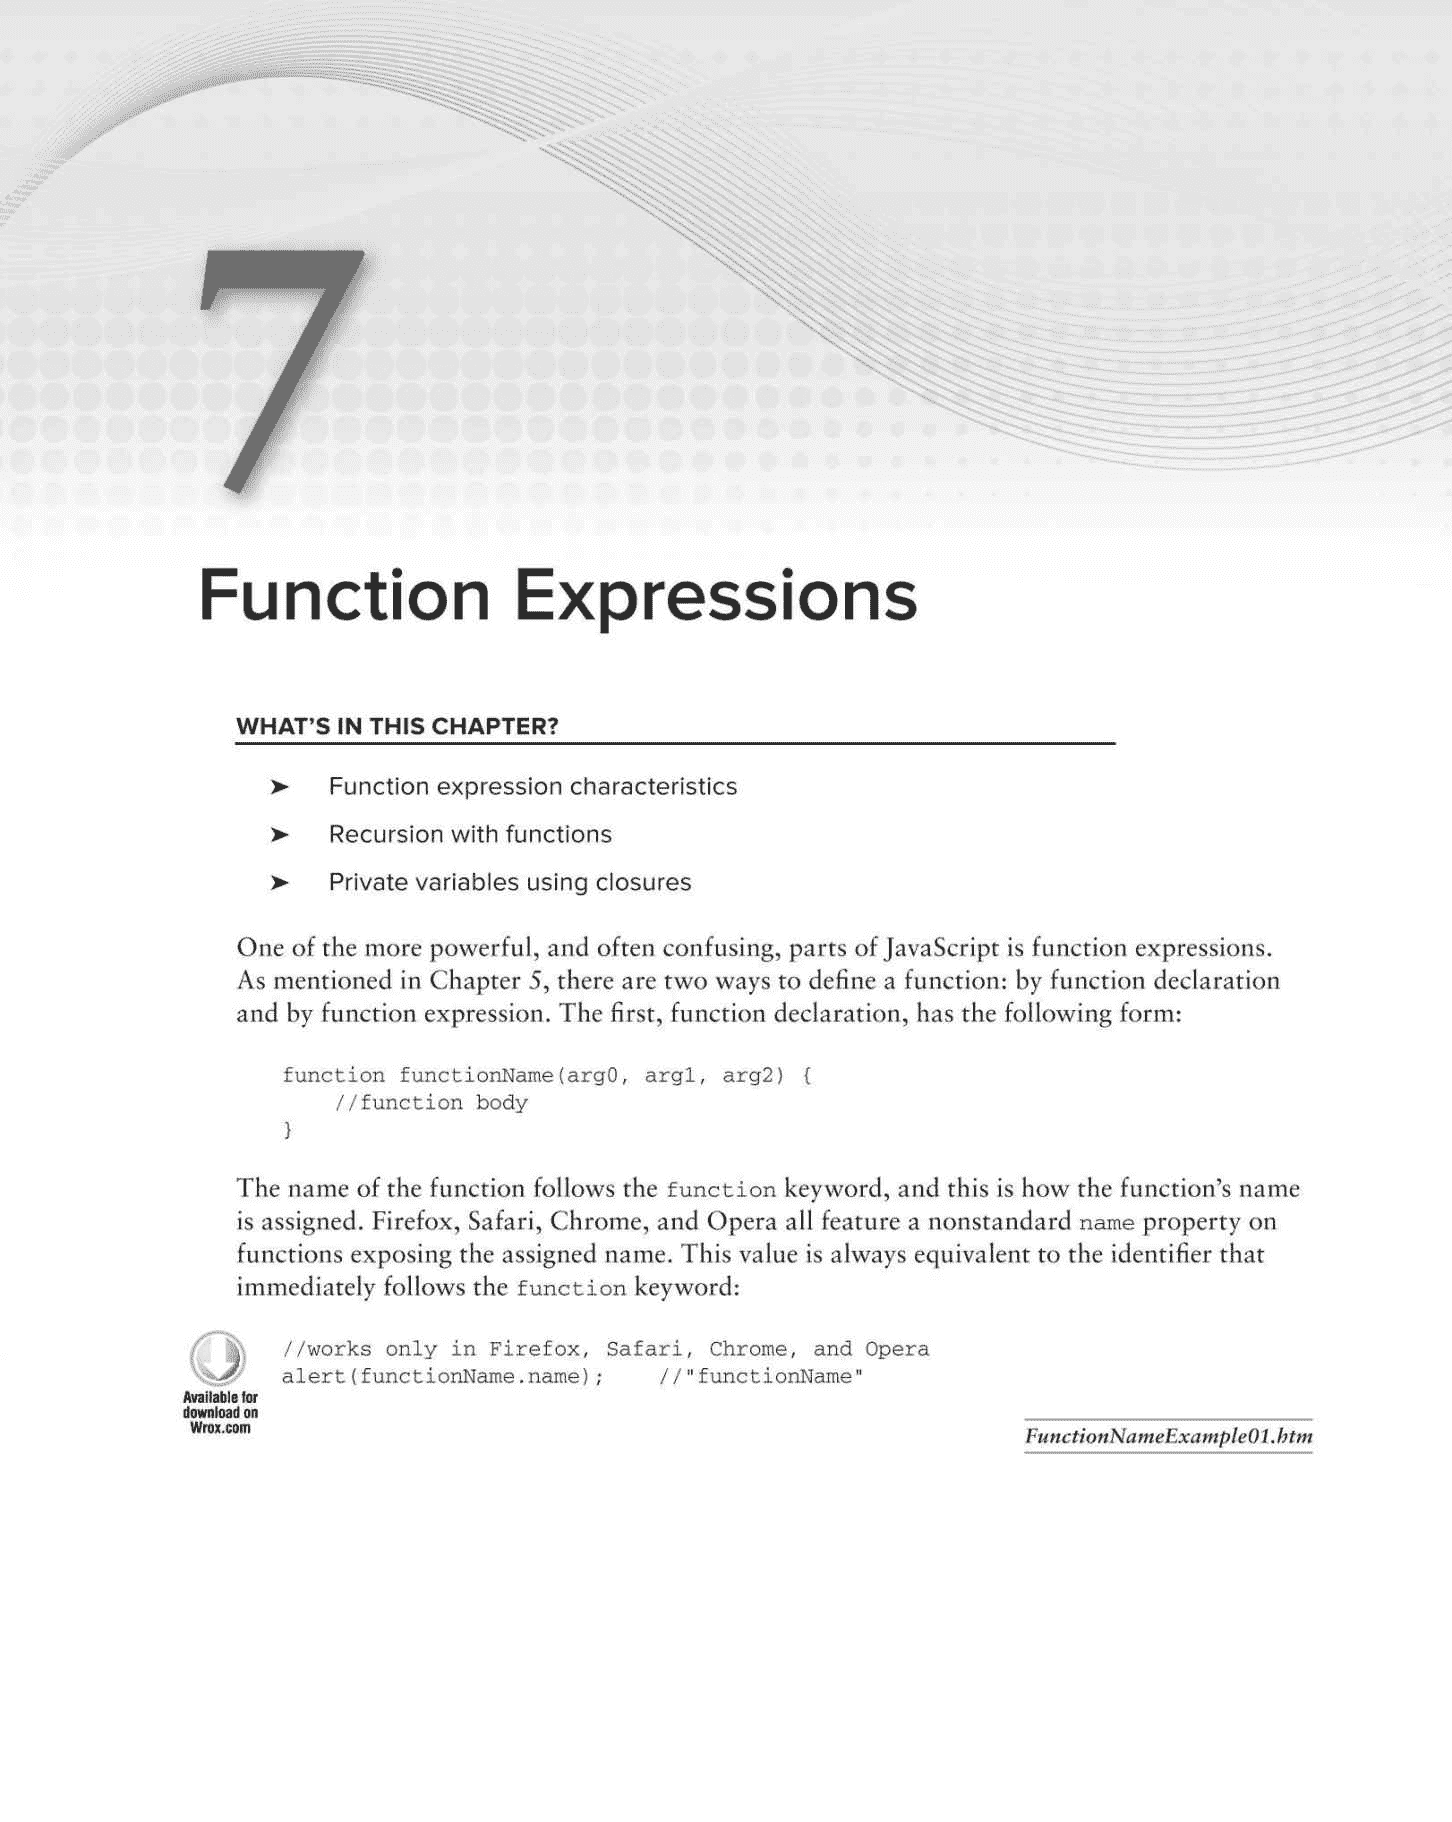 7
Function Expressions
WHAT'S IN THIS CHAPTER?
➤ Function expression characteristics
➤ Recursion with functions
➤ Private variables using closures
One of the more powerful, and often confusing, parts of JavaScript is function expressions.
As mentioned in Chapter 5, there are two ways to define a function: by function declaration
and by function expression. The first, function declaration, has the following form:
function functionName(arg0, arg1, arg2) {
    //function body
}
The name of the function follows the function keyword, and this is how the function's name
is assigned. Firefox, Safari, Chrome, and Opera all feature a nonstandard name property on
functions exposing the assigned name. This value is always equivalent to the identifier that
immediately follows the function keyword:
//works only in Firefox, Safari, Chrome, and Opera
alert(functionName.name);    //"functionName"
Available for
download on
Wrox.com
FunctionNameExample01.htm